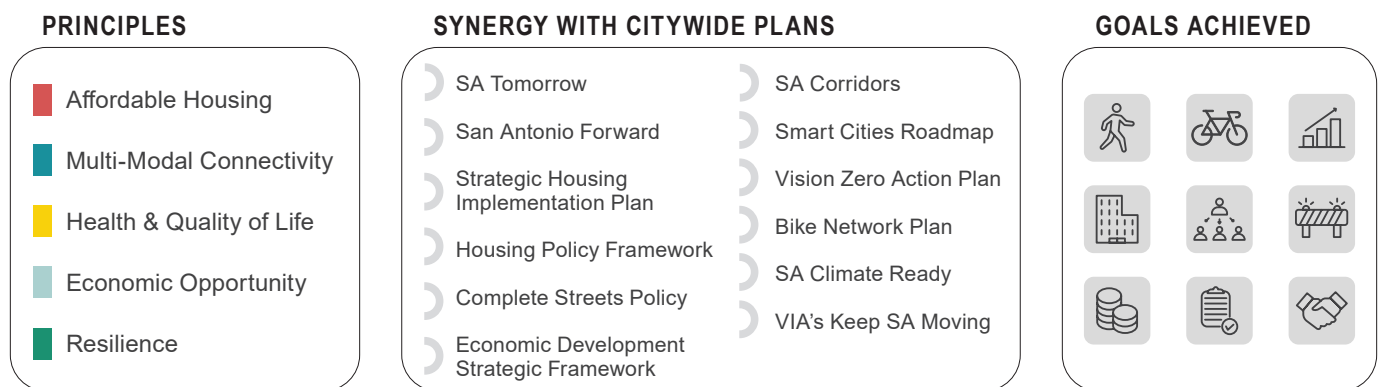 PRINCIPLES
Affordable Housing
Multi-Modal Connectivity
Health & Quality of Life
Economic Opportunity
Resilience
SYNERGY WITH CITYWIDE PLANS
SA Tomorrow
San Antonio Forward
Strategic Housing
Implementation Plan
Housing Policy Framework
Complete Streets Policy
Economic Development
Strategic Framework
SA Corridors
Smart Cities Roadmap
Vision Zero Action Plan
Bike Network Plan
SA Climate Ready
VIA’s Keep SA Moving
GOALS ACHIEVED